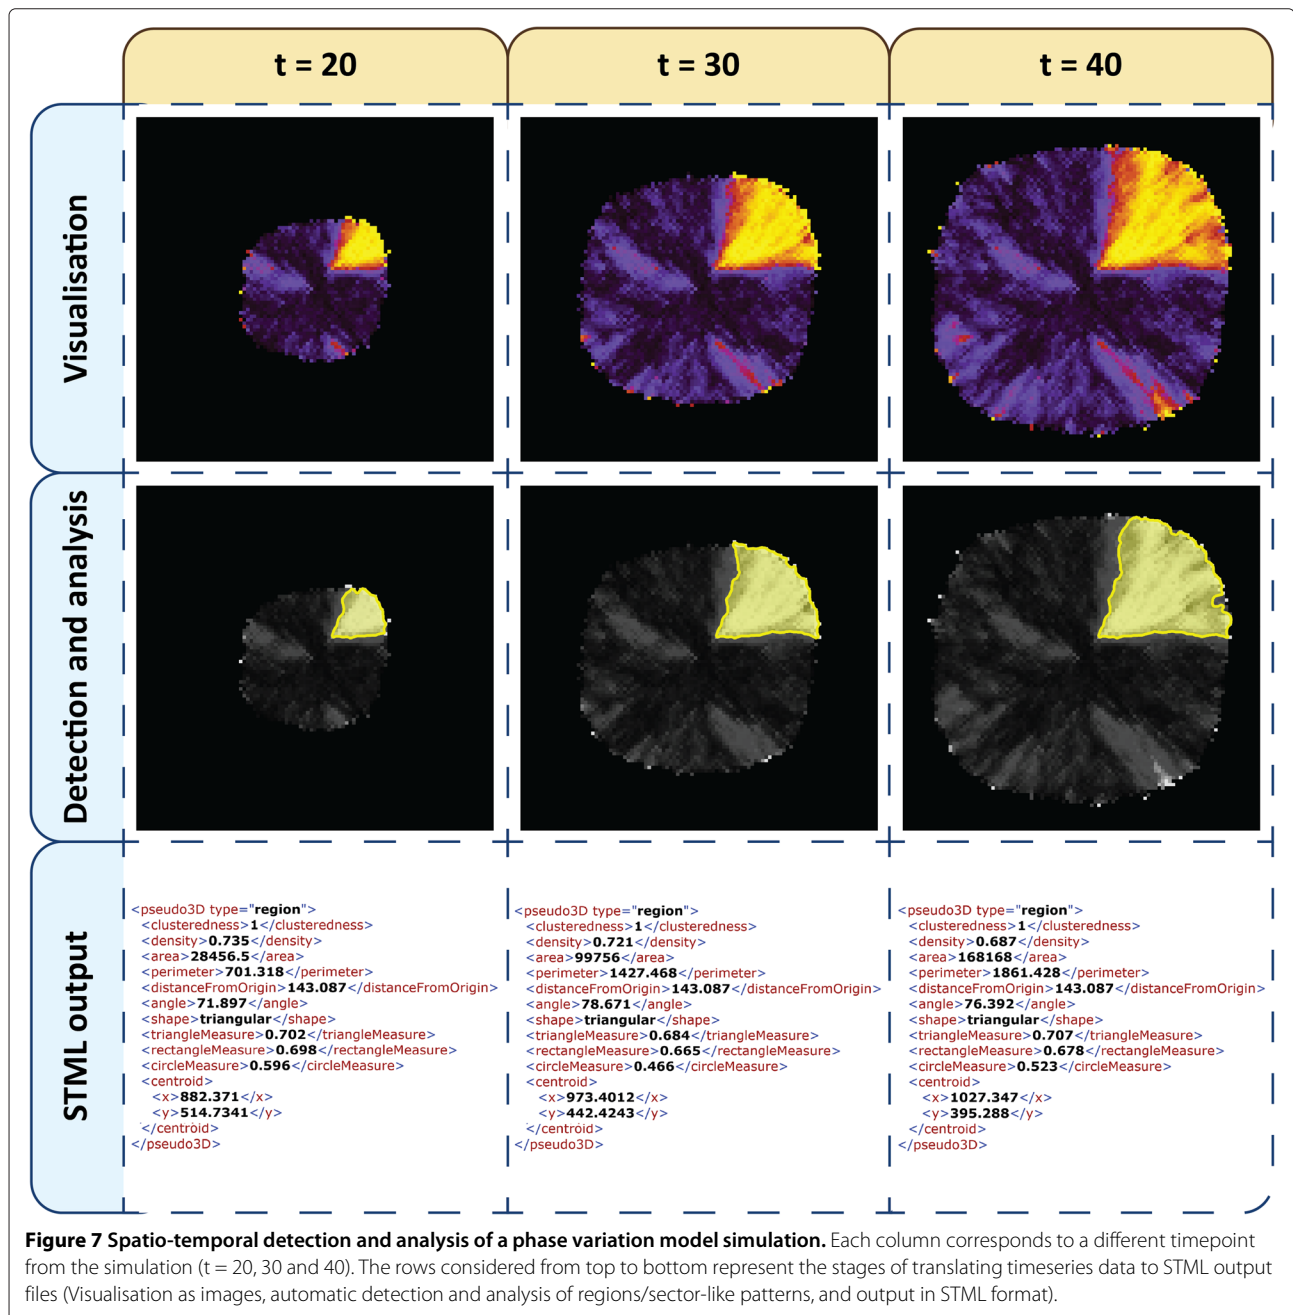 t = 20
t = 30
t = 40
Visualisation
Detection and analysis
STML output
<pseudo3D type="region">
<clusteredness>1</clusteredness>
<density>0.735</density>
<area>28456.5</area>
<perimeter>701.318</perimeter>
<distanceFromOrigin>143.087</distanceFromOrigin>
<angle>71.897</angle>
<shape>triangular</shape>
<triangleMeasure>0.702</triangleMeasure>
<rectangleMeasure>0.698</rectangleMeasure>
<circleMeasure>0.596</circleMeasure>
<centroid>
<x>882.371</x>
<y>514.7341</y>
</centroid>
</pseudo3D>
<pseudo3D type="region">
<clusteredness>1</clusteredness>
<density>0.721</density>
<area>99756</area>
<perimeter>1427.468</perimeter>
<distanceFromOrigin>143.087</distanceFromOrigin>
<angle>78.671</angle>
<shape>triangular</shape>
<triangleMeasure>0.684</triangleMeasure>
<rectangleMeasure>0.665</rectangleMeasure>
<circleMeasure>0.466</circleMeasure>
<centroid>
<x>973.4012</x>
<y>442.4243</y>
</centroid>
</pseudo3D>
<pseudo3D type="region">
<clusteredness>1</clusteredness>
<density>0.687</density>
<area>168168</area>
<perimeter>1861.428</perimeter>
<distanceFromOrigin>143.087</distanceFromOrigin>
<angle>76.392</angle>
<shape>triangular</shape>
<triangleMeasure>0.707</triangleMeasure>
<rectangleMeasure>0.678</rectangleMeasure>
<circleMeasure>0.523</circleMeasure>
<centroid>
<x>1027.347</x>
<y>395.288</y>
</centroid>
</pseudo3D>
Figure 7 Spatio-temporal detection and analysis of a phase variation model simulation. Each column corresponds to a different timepoint
from the simulation (t = 20, 30 and 40). The rows considered from top to bottom represent the stages of translating timeseries data to STML output
files (Visualisation as images, automatic detection and analysis of regions/sector-like patterns, and output in STML format).